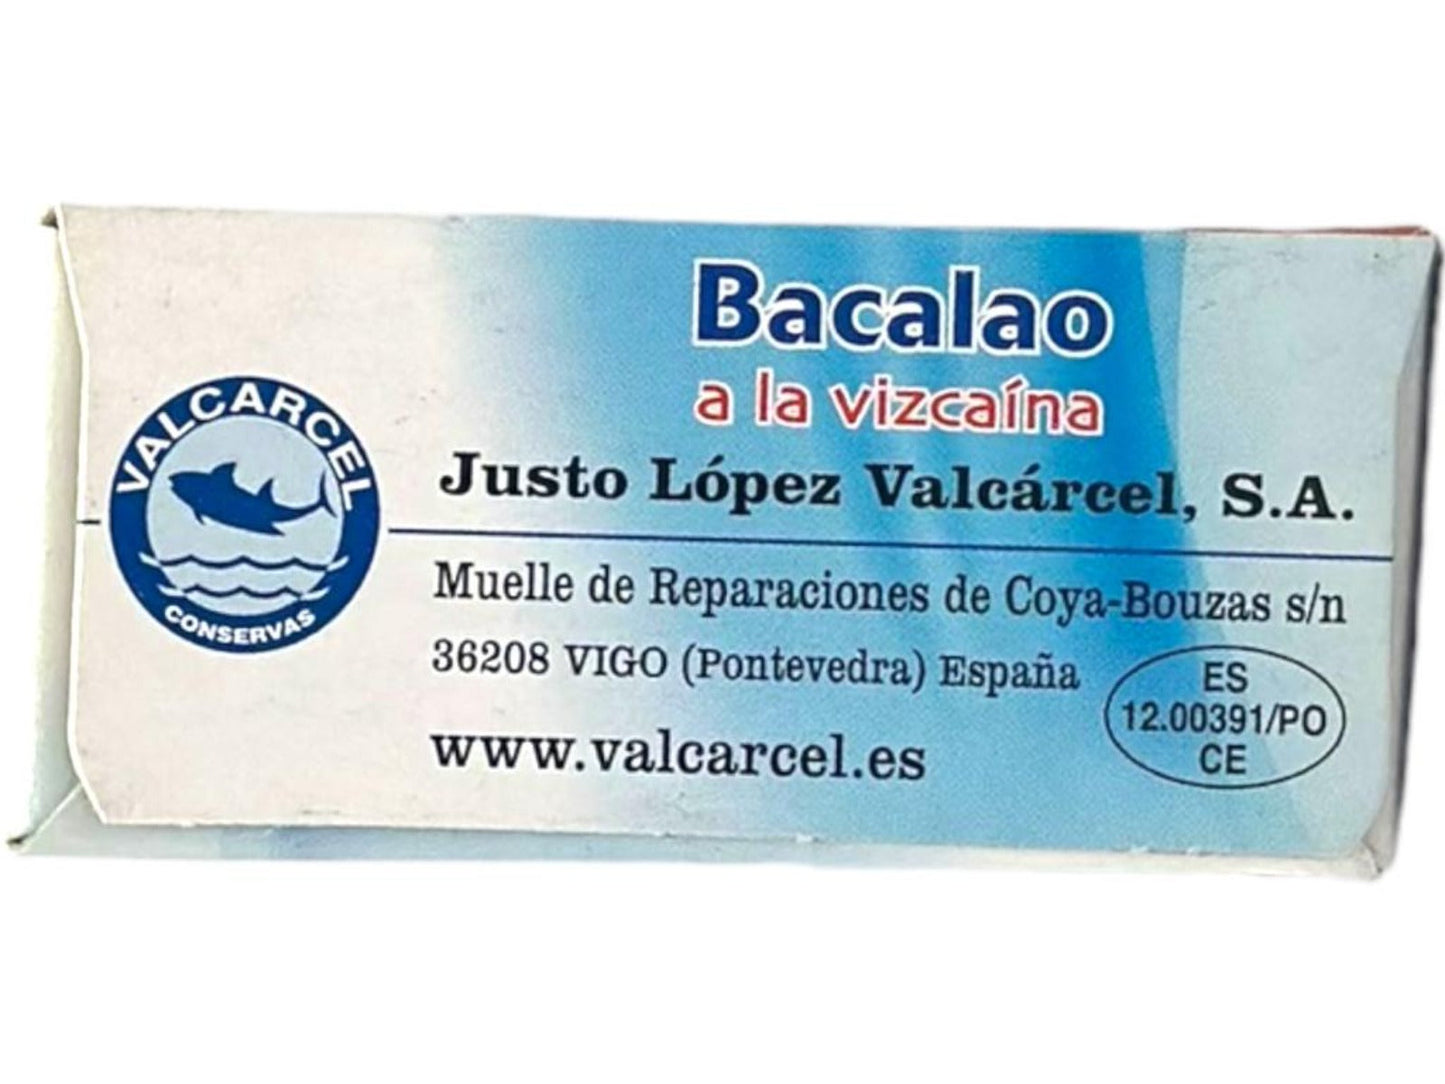 Bacalao
a la vizcaína
VALCARCEL
CONSERVAS
Justo López Valcárcel, S.A.
Muelle de Reparaciones de Coya-Bouzas s/n
36208 VIGO (Pontevedra) España
www.valcarcel.es
ES
12.00391/PO
CE